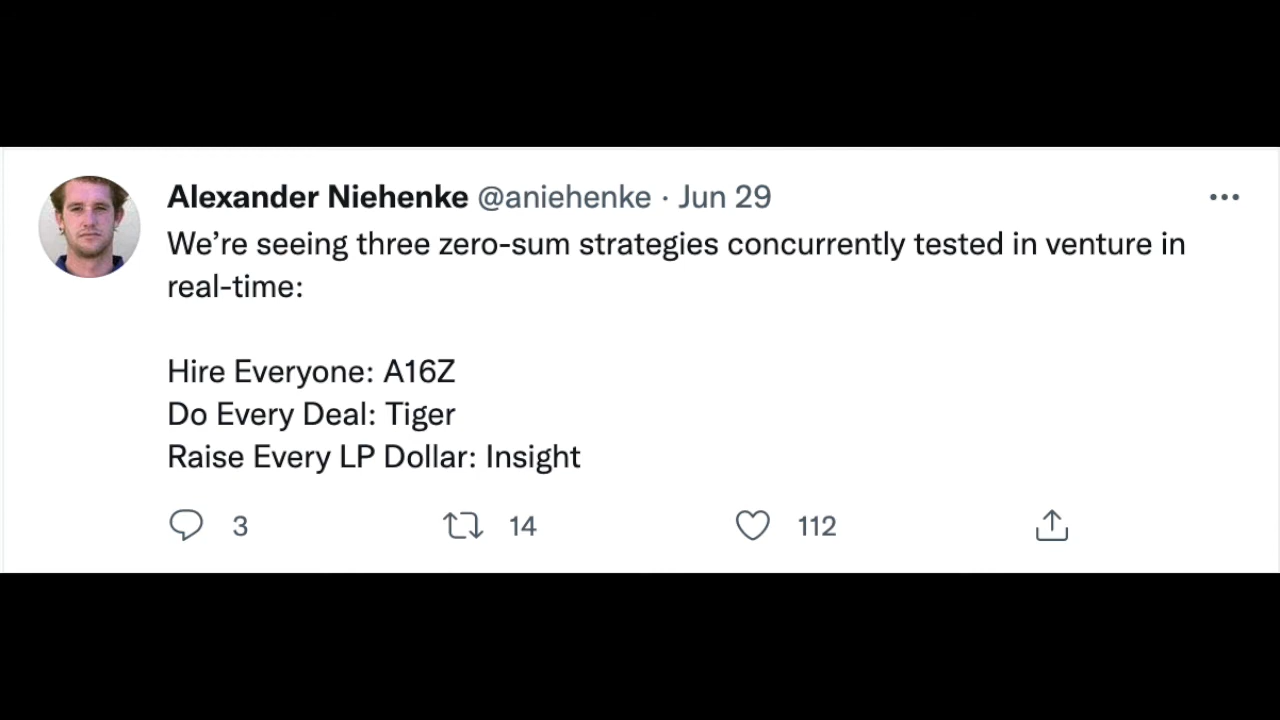 Alexander Niehenke @aniehenke · Jun 29
We’re seeing three zero-sum strategies concurrently tested in venture in
real-time:
Hire Everyone: A16Z
Do Every Deal: Tiger
Raise Every LP Dollar: Insight
3 14 112